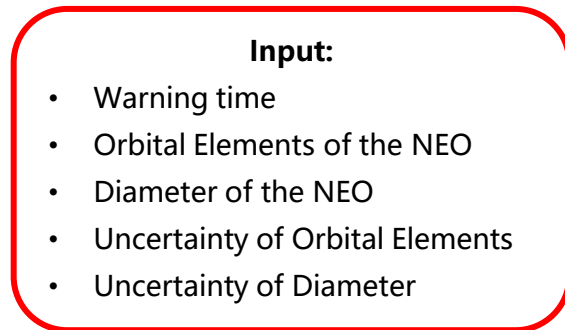 Input:
• Warning time
• Orbital Elements of the NEO
• Diameter of the NEO
• Uncertainty of Orbital Elements
• Uncertainty of Diameter